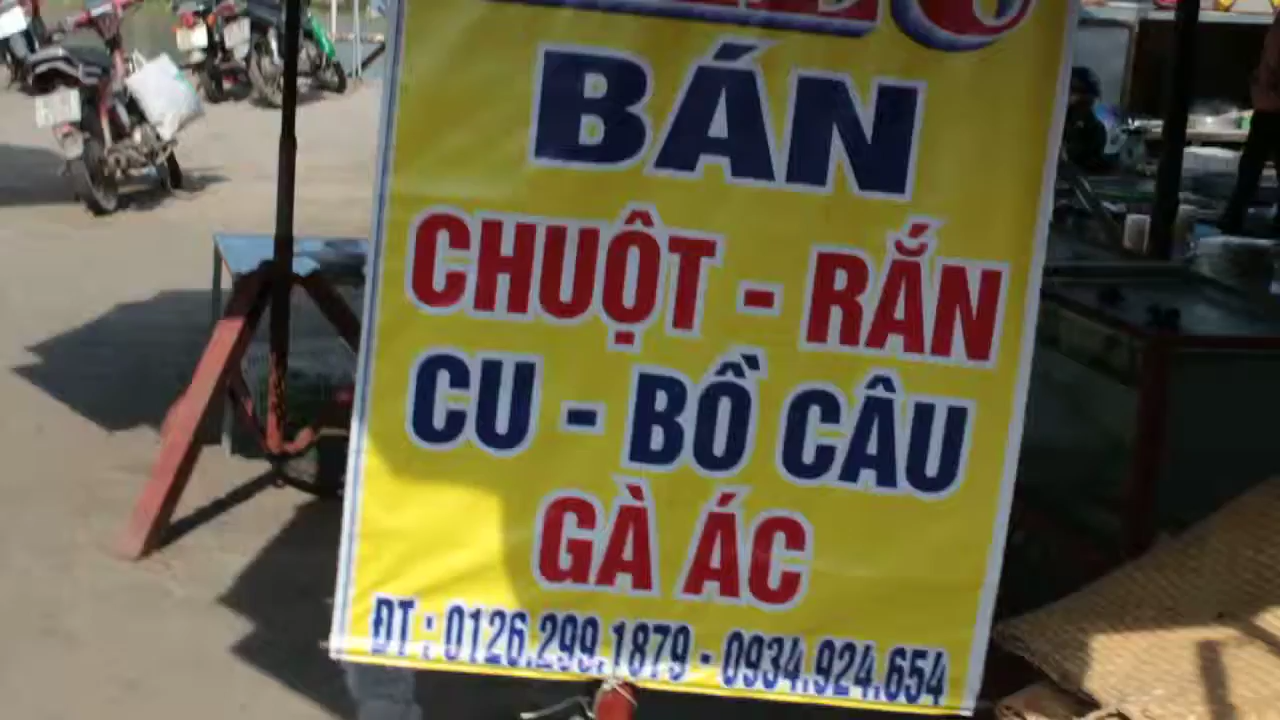 BÁN
CHUỘT - RẮN
CU - BỒ CÂU
GÀ ÁC
ĐT : 0126.299.1879 - 0934.924.654